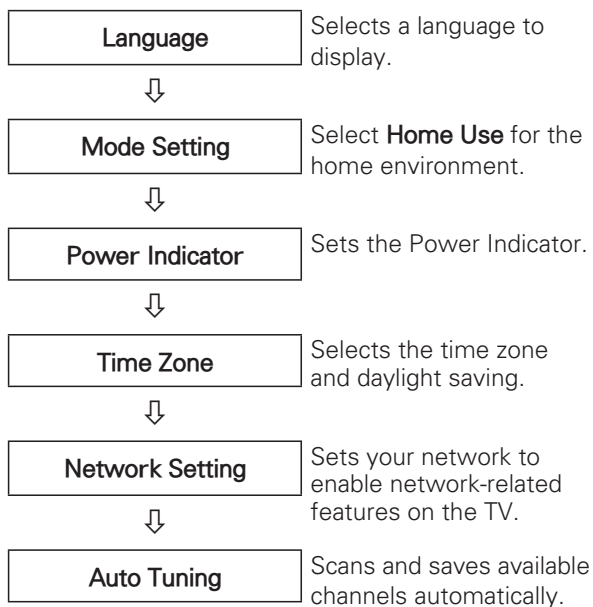 Language
Selects a language to
display.
⇩
Mode Setting
Select Home Use for the
home environment.
⇩
Power Indicator
Sets the Power Indicator.
⇩
Time Zone
Selects the time zone
and daylight saving.
⇩
Network Setting
Sets your network to
enable network-related
features on the TV.
⇩
Auto Tuning
Scans and saves available
channels automatically.